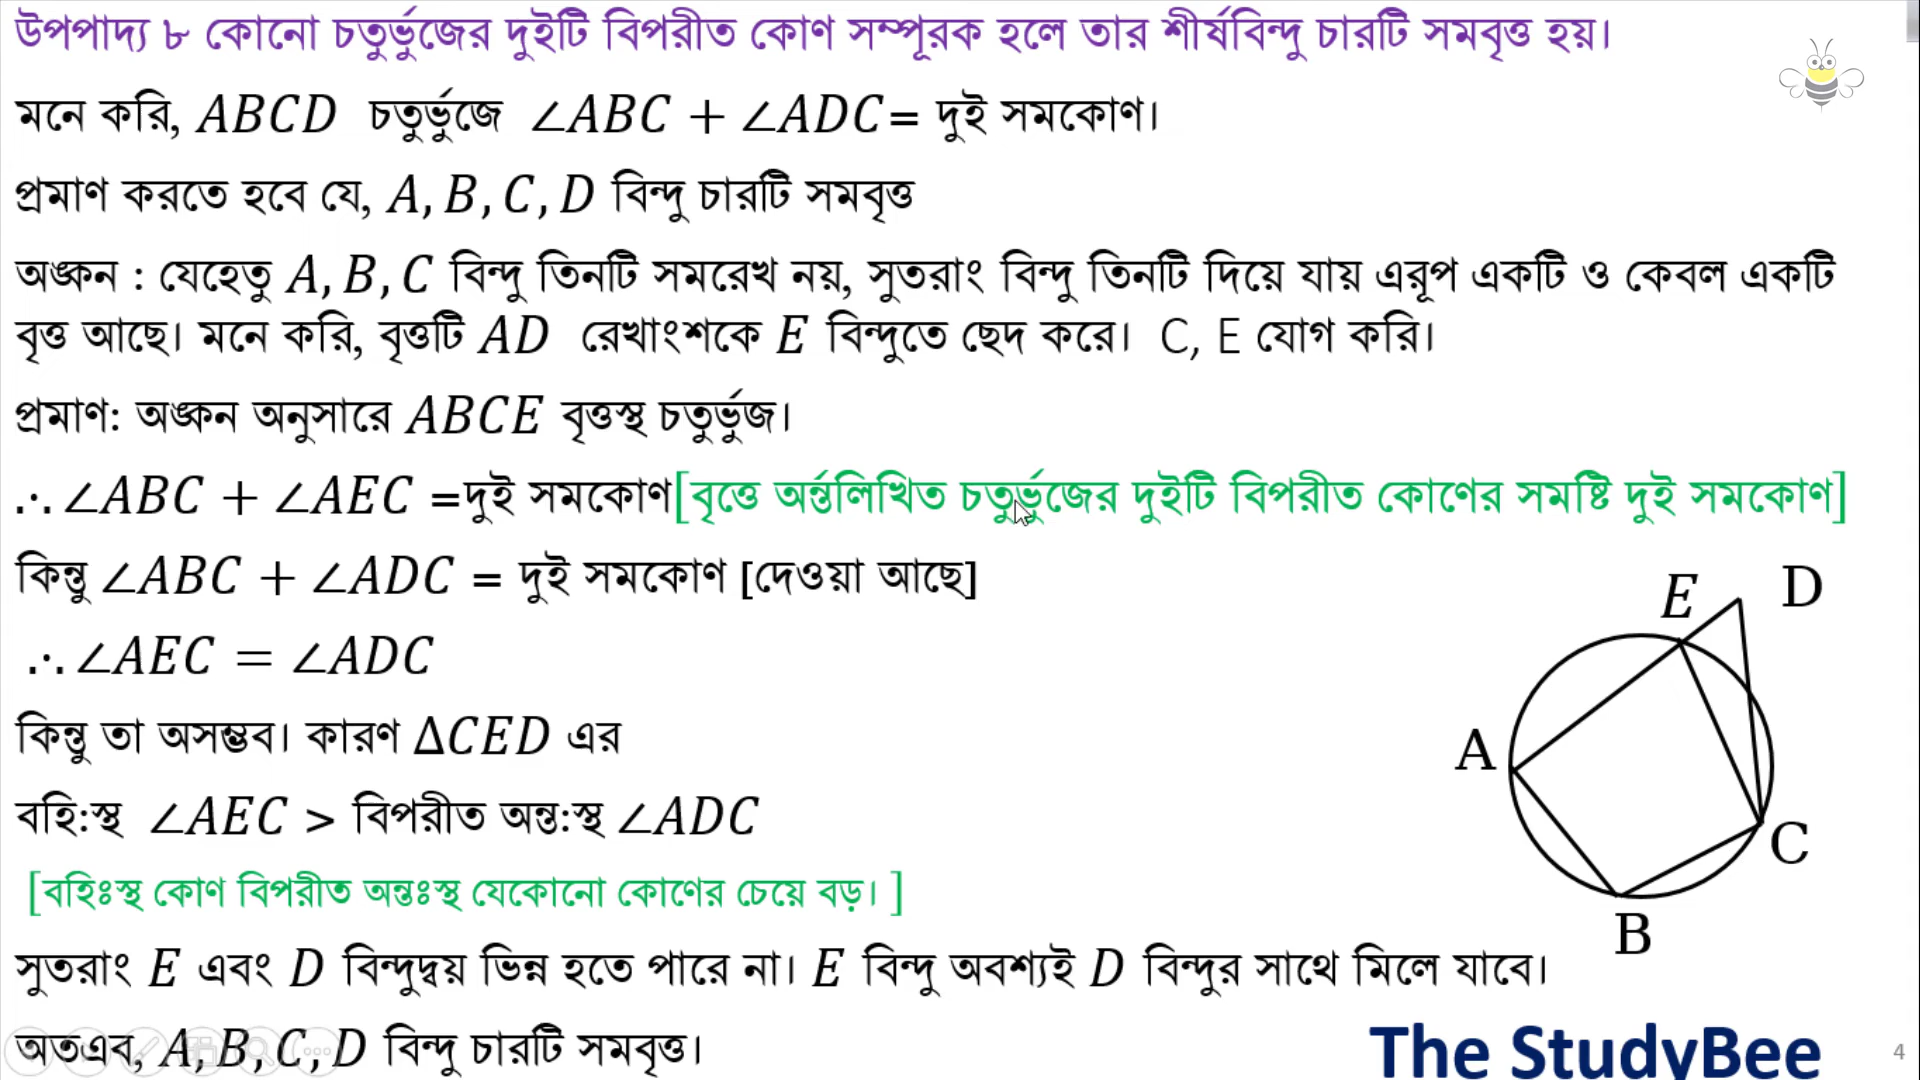 উপপাদ্য ৮ কোনো চতুর্ভুজের দুইটি বিপরীত কোণ সম্পূরক হলে তার শীর্ষবিন্দু চারটি সমবৃত্ত হয়।
মনে করি, ABCD চতুর্ভুজে ∠ABC + ∠ADC= দুই সমকোণ।
প্রমাণ করতে হবে যে, A, B, C, D বিন্দু চারটি সমবৃত্ত
অঙ্কন : যেহেতু A, B, C বিন্দু তিনটি সমরেখ নয়, সুতরাং বিন্দু তিনটি দিয়ে যায় এরূপ একটি ও কেবল একটি
বৃত্ত আছে। মনে করি, বৃত্তটি AD রেখাংশকে E বিন্দুতে ছেদ করে। C, E যোগ করি।
প্রমাণ: অঙ্কন অনুসারে ABCE বৃত্তস্থ চতুর্ভুজ।
∴ ∠ABC + ∠AEC =দুই সমকোণ[বৃত্তে অর্ন্তলিখিত চতুর্ভুজের দুইটি বিপরীত কোণের সমষ্টি দুই সমকোণ]
কিন্তু ∠ABC + ∠ADC = দুই সমকোণ [দেওয়া আছে]
∴ ∠AEC = ∠ADC
কিন্তু তা অসম্ভব। কারণ ΔCED এর
বহি:স্থ ∠AEC > বিপরীত অন্ত:স্থ ∠ADC
[বহিঃস্থ কোণ বিপরীত অন্তঃস্থ যেকোনো কোণের চেয়ে বড়। ]
সুতরাং E এবং D বিন্দুদ্বয় ভিন্ন হতে পারে না। E বিন্দু অবশ্যই D বিন্দুর সাথে মিলে যাবে।
অতএব, A, B, C, D বিন্দু চারটি সমবৃত্ত।
E D
A
C
B
The StudyBee
4